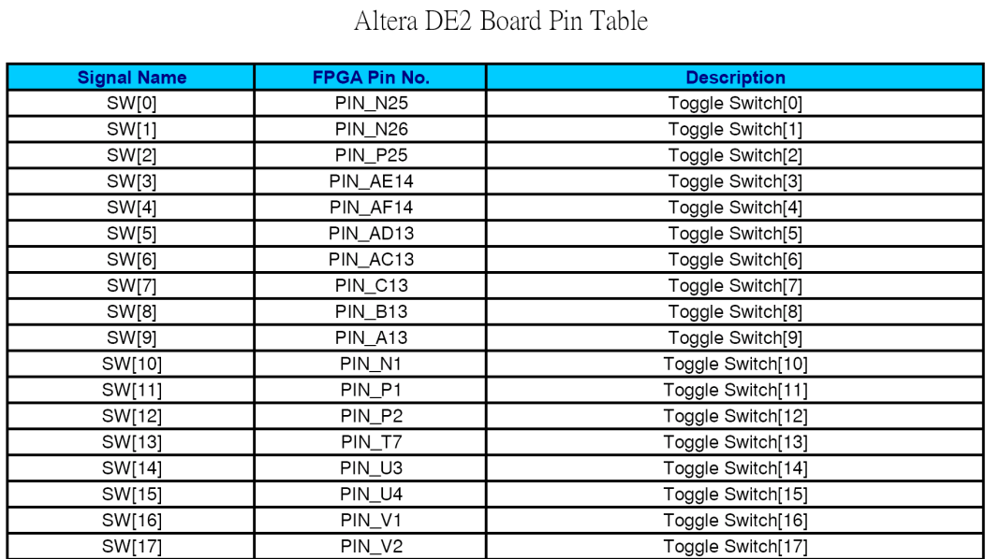 Altera DE2 Board Pin Table
Signal Name FPGA Pin No. Description
SW[0] PIN_N25 Toggle Switch[0]
SW[1] PIN_N26 Toggle Switch[1]
SW[2] PIN_P25 Toggle Switch[2]
SW[3] PIN_AE14 Toggle Switch[3]
SW[4] PIN_AF14 Toggle Switch[4]
SW[5] PIN_AD13 Toggle Switch[5]
SW[6] PIN_AC13 Toggle Switch[6]
SW[7] PIN_C13 Toggle Switch[7]
SW[8] PIN_B13 Toggle Switch[8]
SW[9] PIN_A13 Toggle Switch[9]
SW[10] PIN_N1 Toggle Switch[10]
SW[11] PIN_P1 Toggle Switch[11]
SW[12] PIN_P2 Toggle Switch[12]
SW[13] PIN_T7 Toggle Switch[13]
SW[14] PIN_U3 Toggle Switch[14]
SW[15] PIN_U4 Toggle Switch[15]
SW[16] PIN_V1 Toggle Switch[16]
SW[17] PIN_V2 Toggle Switch[17]